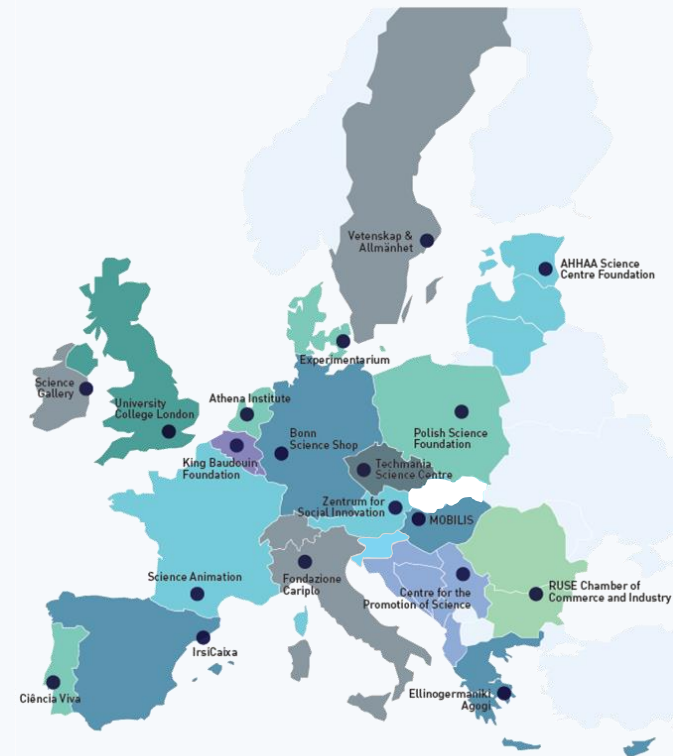 Vetenskap &
Allmänhet
AHHAA Science
Centre Foundation
Experimentarium
Science
Gallery
University
College London
Athena Institute
Bonn
Science Shop
Polish Science
Foundation
King Baudouin
Foundation
Techmania
Science Centre
Zentrum for
Social Innovation
MOBILIS
Science Animation
Fondazione
Cariplo
Centre for the
Promotion of Science
RUSE Chamber of
Commerce and Industry
IrsiCaixa
Ciência Viva
Ellinogermaniki
Agogi